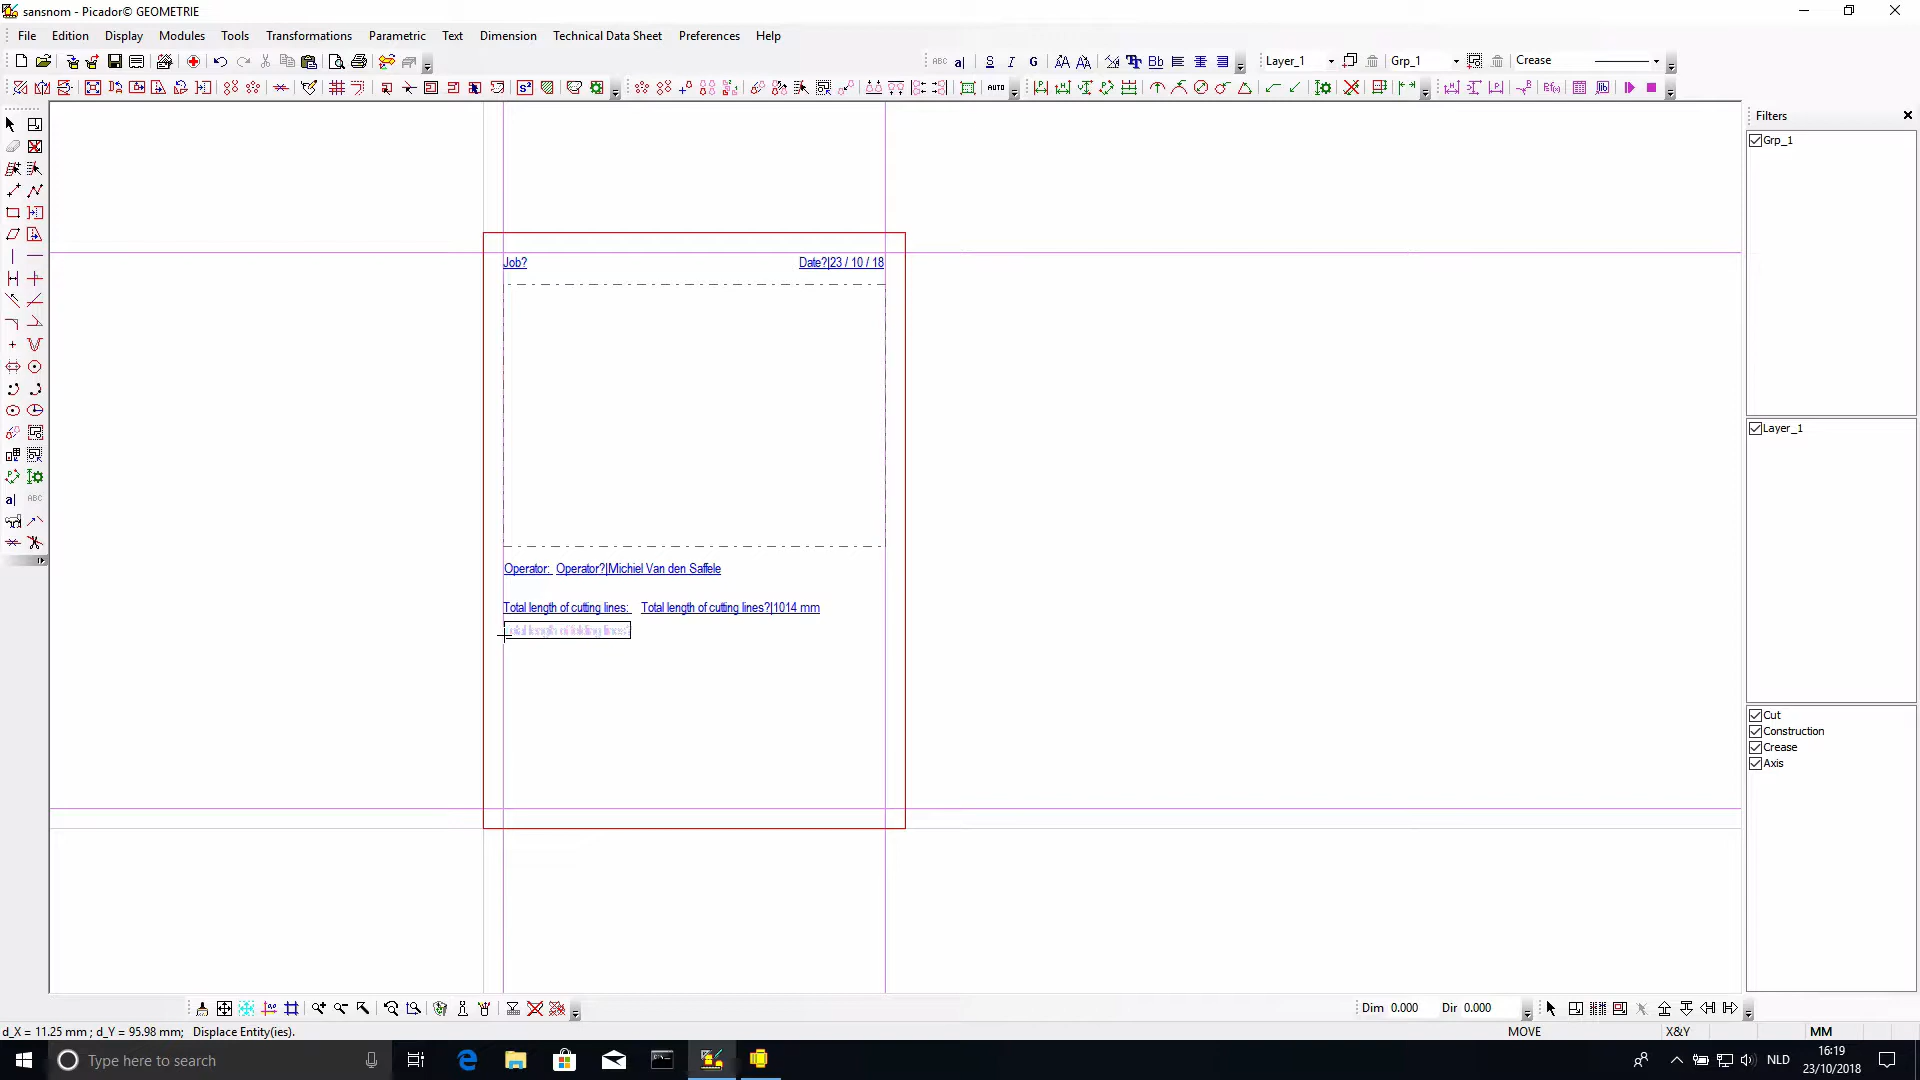 sansnom - Picador© GEOMETRIE
File Edition Display Modules Tools Transformations Parametric Text Dimension Technical Data Sheet Preferences Help
ABC a| S I G Layer_1 Grp_1 Crease
S² AUTO
Filters
Grp_1
Layer_1
Cut
Construction
Crease
Axis
a| ABC
Job? Date?|23 / 10 / 18
Operator: Operator?|Michiel Van den Saffele
Total length of cutting lines: Total length of cutting lines?|1014 mm
Dim 0.000 Dir 0.000
d_X = 11.25 mm ; d_Y = 95.98 mm; Displace Entity(ies). MOVE X&Y MM
Type here to search
NLD
16:19
23/10/2018